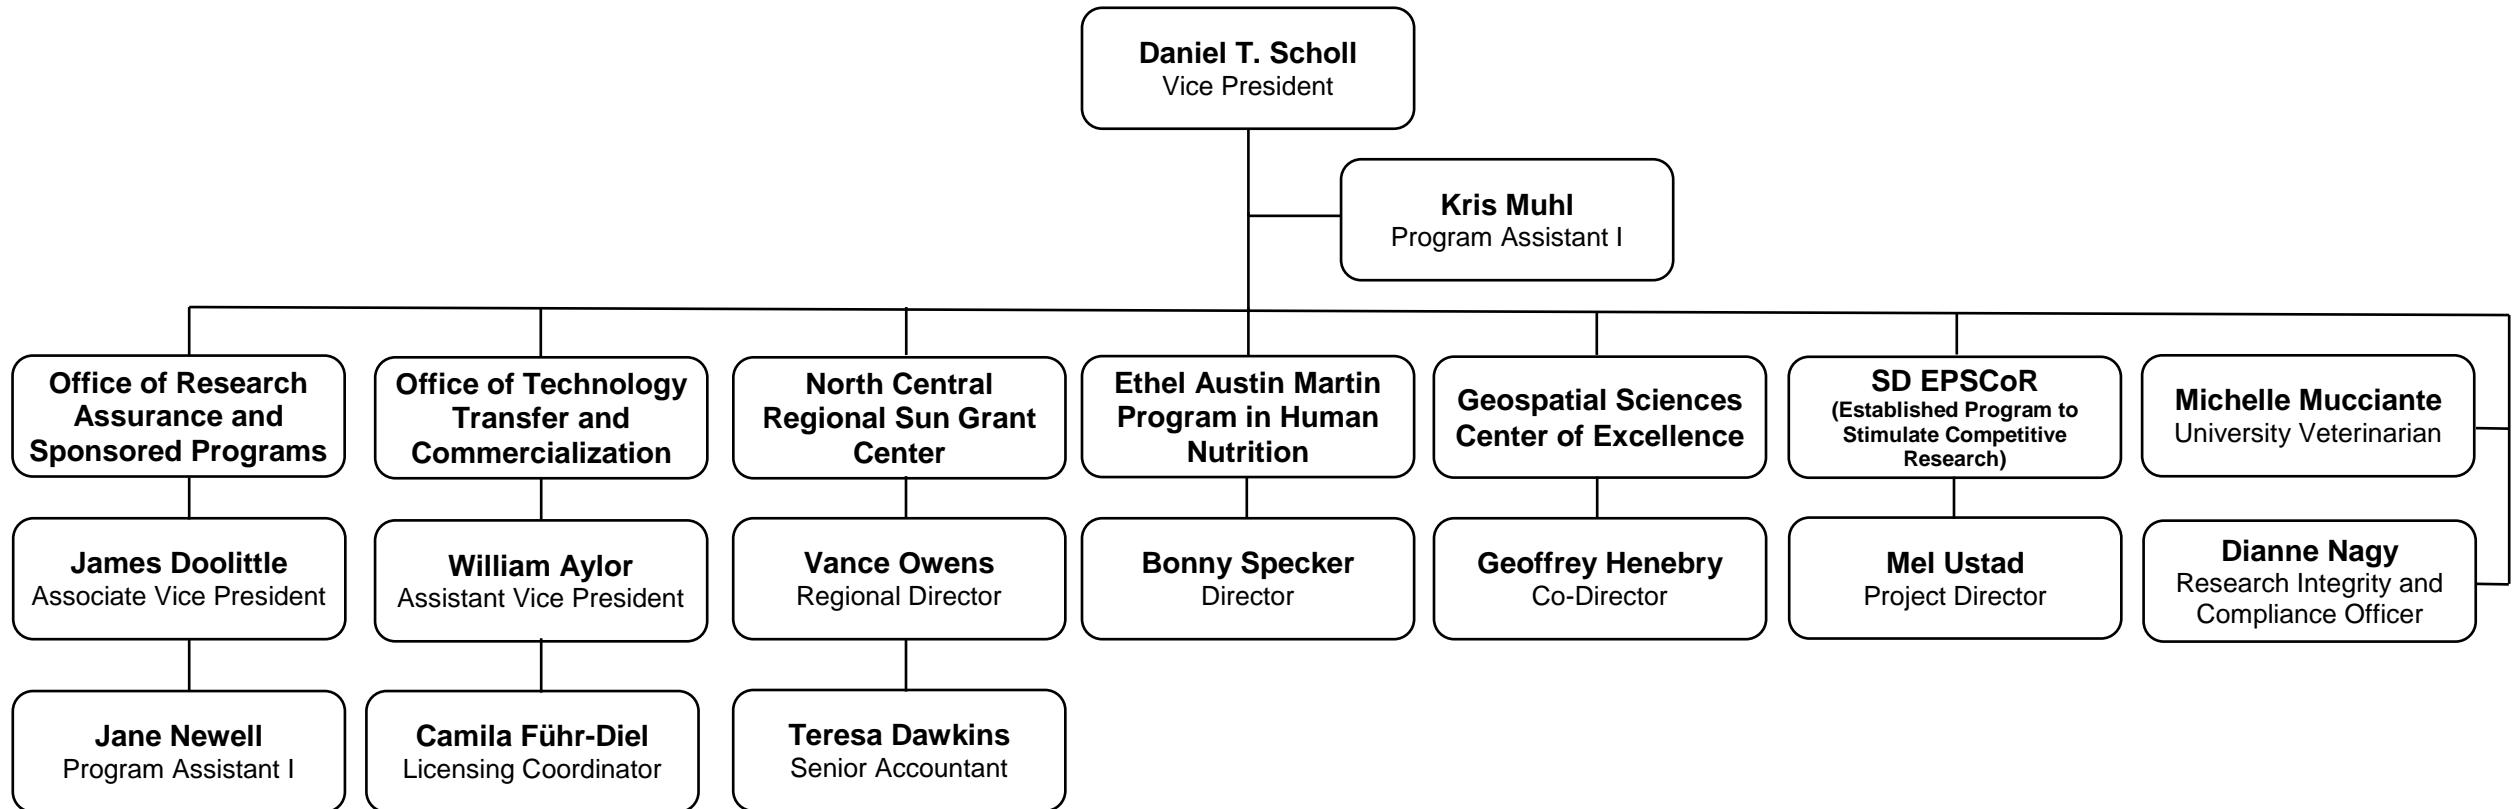 Daniel T. Scholl
Vice President
Kris Muhl
Program Assistant I
Office of Research
Assurance and
Sponsored Programs
Office of Technology
Transfer and
Commercialization
North Central
Regional Sun Grant
Center
Ethel Austin Martin
Program in Human
Nutrition
Geospatial Sciences
Center of Excellence
SD EPSCoR
(Established Program to
Stimulate Competitive
Research)
Michelle Mucciante
University Veterinarian
James Doolittle
Associate Vice President
William Aylor
Assistant Vice President
Vance Owens
Regional Director
Bonny Specker
Director
Geoffrey Henebry
Co-Director
Mel Ustad
Project Director
Dianne Nagy
Research Integrity and
Compliance Officer
Jane Newell
Program Assistant I
Camila Führ-Diel
Licensing Coordinator
Teresa Dawkins
Senior Accountant